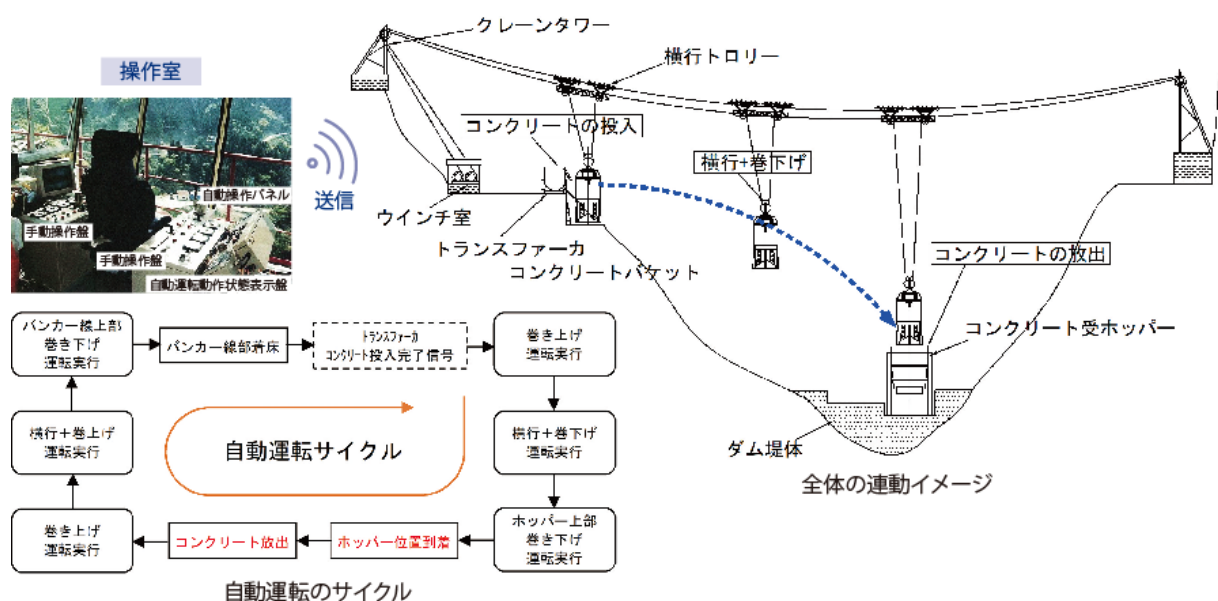 操作室
自動操作パネル
手動操作盤
手動操作盤
自動運転動作状態表示盤
送信
クレーンタワー
横行トロリー
コンクリートの投入
横行+巻下げ
ウインチ室
トランスファーカ
コンクリートバケット
コンクリートの放出
コンクリート受ホッパー
ダム堤体
全体の連動イメージ
バンカー線上部
巻き下げ
運転実行
バンカー線部着床
トランスファーカ
コンクリート投入完了信号
巻き上げ
運転実行
横行+巻上げ
運転実行
自動運転サイクル
横行+巻下げ
運転実行
巻き上げ
運転実行
コンクリート放出
ホッパー位置到着
ホッパー上部
巻き下げ
運転実行
自動運転のサイクル